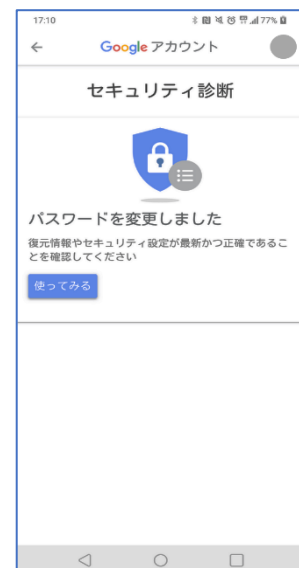 17:10 77%
Google アカウント
セキュリティ診断
パスワードを変更しました
復元情報やセキュリティ設定が最新かつ正確であるこ
とを確認してください
使ってみる